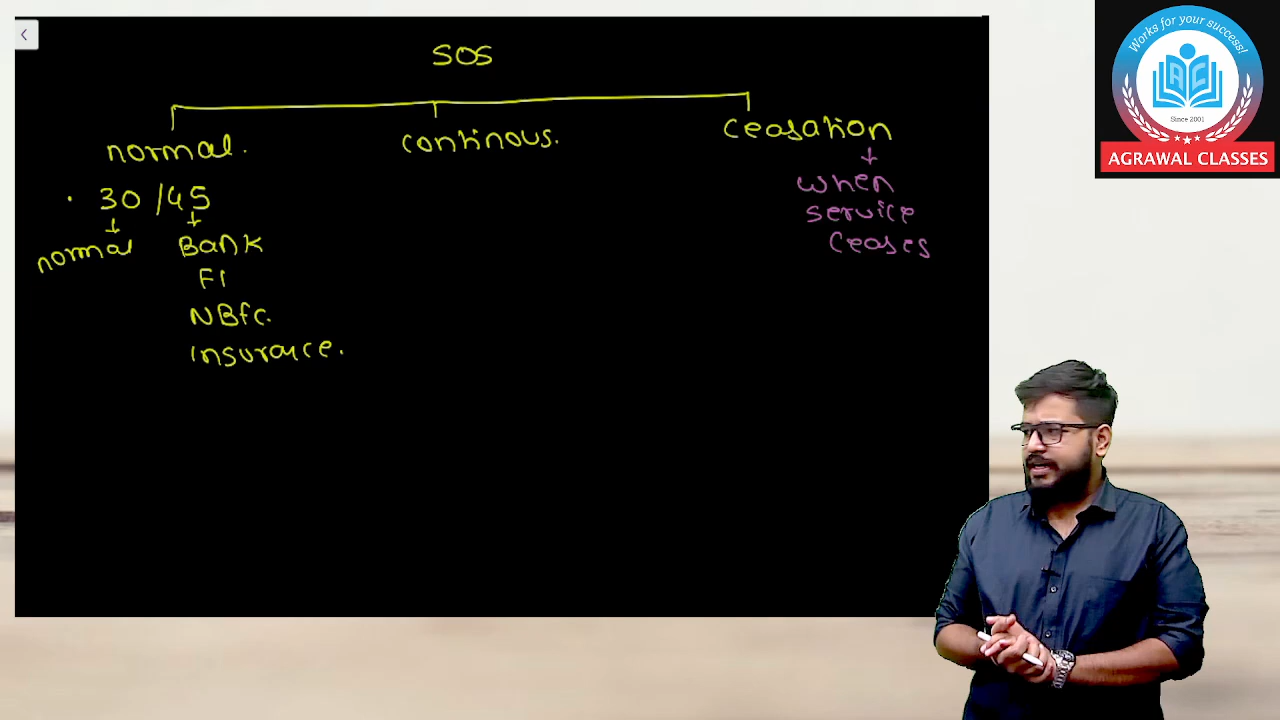 SOS
normal.
continous.
Ceasation
30 / 45
normal
Bank
FI
NBFC.
Insurance.
when
service
Ceases
Works for your success!
AC
Since 2001
AGRAWAL CLASSES